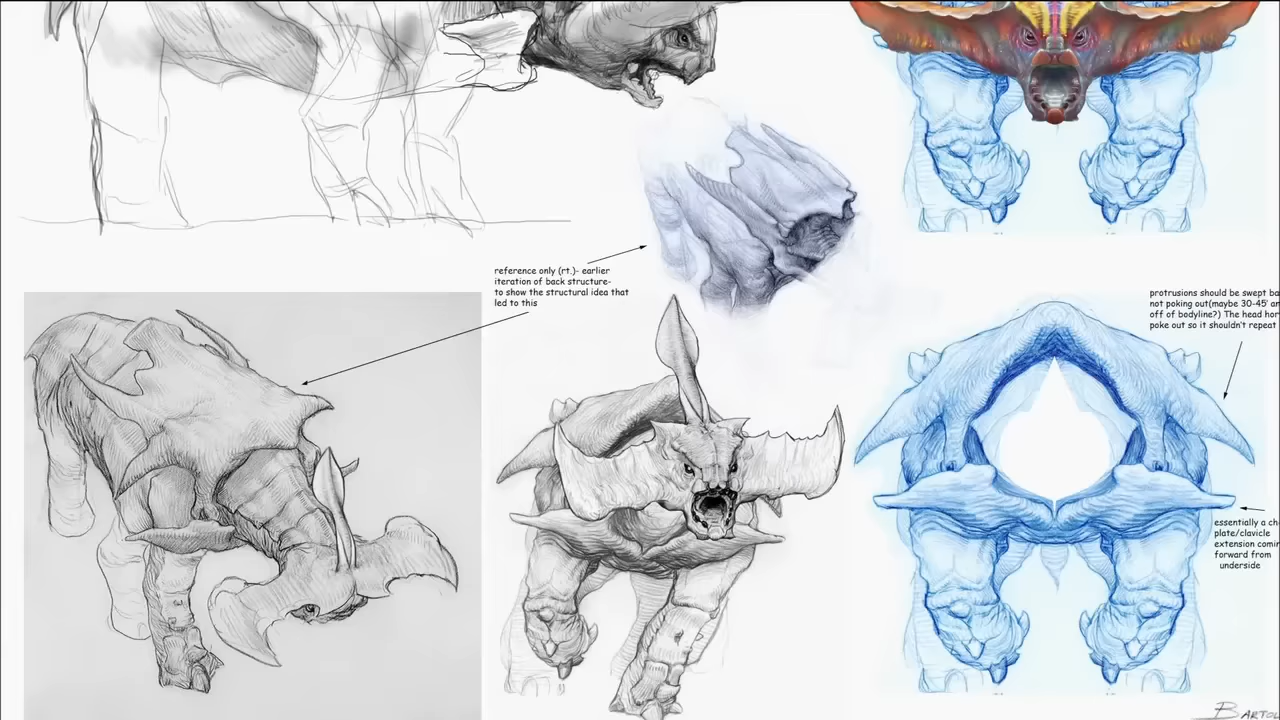 reference only (rt.)- earlier
iteration of back structure-
to show the structural idea that
led to this
protrusions should be swept ba
not poking out(maybe 30-45' an
off of bodyline?) The head hor
poke out so it shouldn't repeat
essentially a ch
plate/clavicle
extension comin
forward from
underside
BARTOL